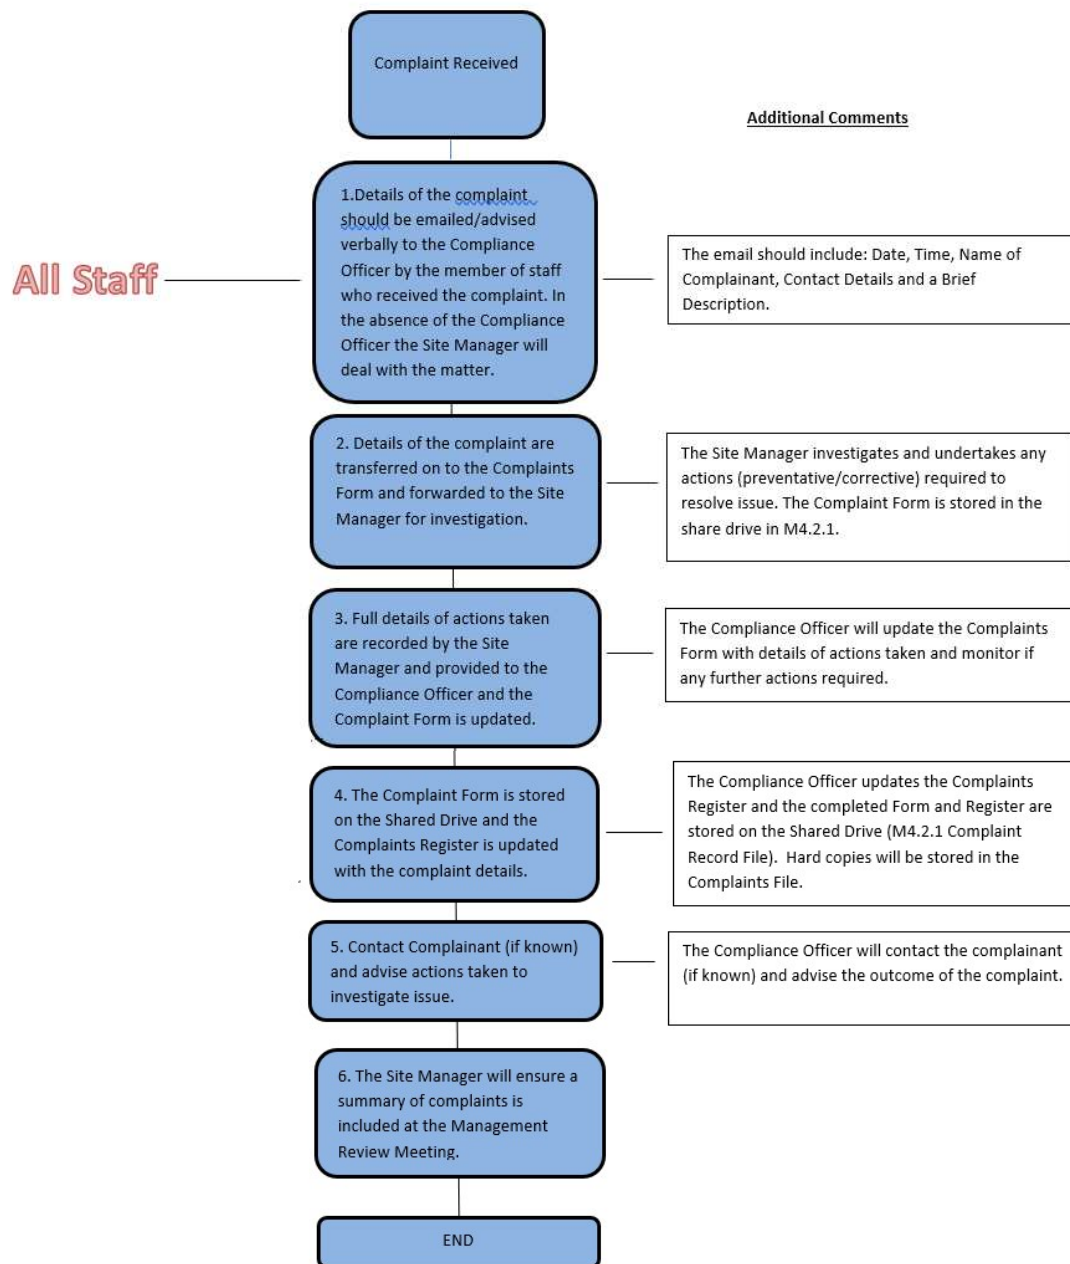 Complaint Received
Additional Comments
1.Details of the complaint
should be emailed/advised
verbally to the Compliance
Officer by the member of staff
who received the complaint. In
the absence of the Compliance
Officer the Site Manager will
deal with the matter.
All Staff
The email should include: Date, Time, Name of
Complainant, Contact Details and a Brief
Description.
2. Details of the complaint are
transferred on to the Complaints
Form and forwarded to the Site
Manager for investigation.
The Site Manager investigates and undertakes any
actions (preventative/corrective) required to
resolve issue. The Complaint Form is stored in the
share drive in M4.2.1.
3. Full details of actions taken
are recorded by the Site
Manager and provided to the
Compliance Officer and the
Complaint Form is updated.
The Compliance Officer will update the Complaints
Form with details of actions taken and monitor if
any further actions required.
4. The Complaint Form is stored
on the Shared Drive and the
Complaints Register is updated
with the complaint details.
The Compliance Officer updates the Complaints
Register and the completed Form and Register are
stored on the Shared Drive (M4.2.1 Complaint
Record File). Hard copies will be stored in the
Complaints File.
5. Contact Complainant (if known)
and advise actions taken to
investigate issue.
The Compliance Officer will contact the complainant
(if known) and advise the outcome of the complaint.
6. The Site Manager will ensure a
summary of complaints is
included at the Management
Review Meeting.
END